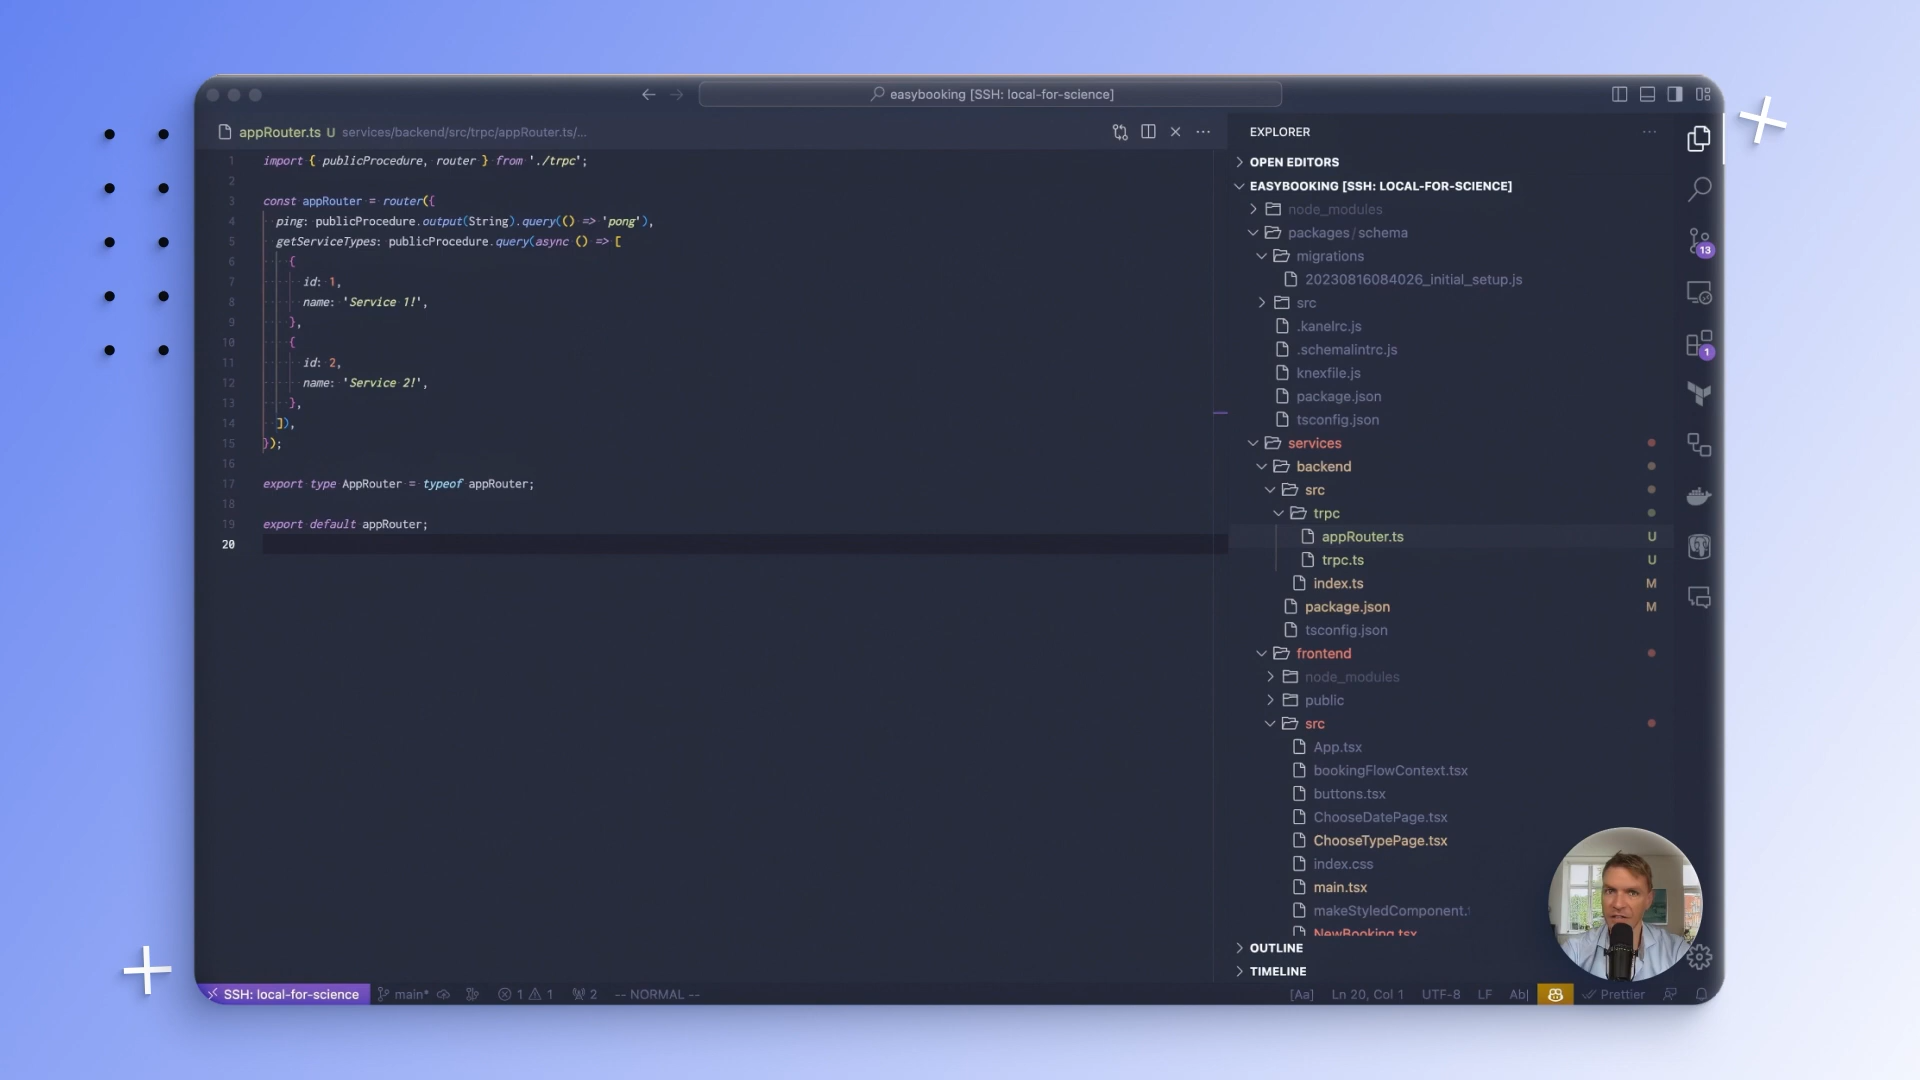 easybooking [SSH: local-for-science]
appRouter.ts U services/backend/src/trpc/appRouter.ts/...
1 import { publicProcedure, router } from './trpc';
2
3 const appRouter = router({
4 ping: publicProcedure.output(String).query(() => 'pong'),
5 getServiceTypes: publicProcedure.query(async () => [
6 {
7 id: 1,
8 name: 'Service 1!',
9 },
10 {
11 id: 2,
12 name: 'Service 2!',
13 },
14 ]),
15 });
16
17 export type AppRouter = typeof appRouter;
18
19 export default appRouter;
20
EXPLORER
OPEN EDITORS
EASYBOOKING [SSH: LOCAL-FOR-SCIENCE]
node_modules
packages/schema
migrations
20230816084026_initial_setup.js
src
.kanelrc.js
.schemalintrc.js
knexfile.js
package.json
tsconfig.json
services
backend
src
trpc
appRouter.ts U
trpc.ts U
index.ts M
package.json M
tsconfig.json
frontend
node_modules
public
src
App.tsx
bookingFlowContext.tsx
buttons.tsx
ChooseDatePage.tsx
ChooseTypePage.tsx
index.css
main.tsx
makeStyledComponent.t
NewBooking.tsx
OUTLINE
TIMELINE
13
1
SSH: local-for-science main* 1 1 2 -- NORMAL -- [Aa] Ln 20, Col 1 UTF-8 LF Ab| Prettier